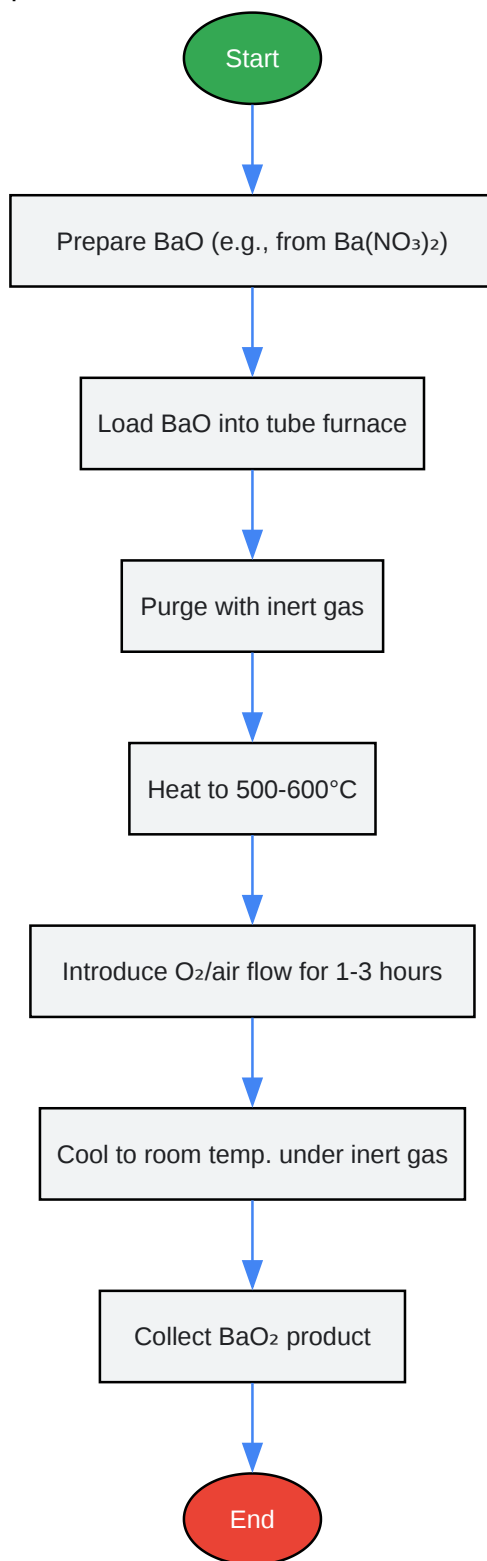 Start
Prepare BaO (e.g., from Ba(NO₃)₂)
Load BaO into tube furnace
Purge with inert gas
Heat to 500-600°C
Introduce O₂/air flow for 1-3 hours
Cool to room temp. under inert gas
Collect BaO₂ product
End